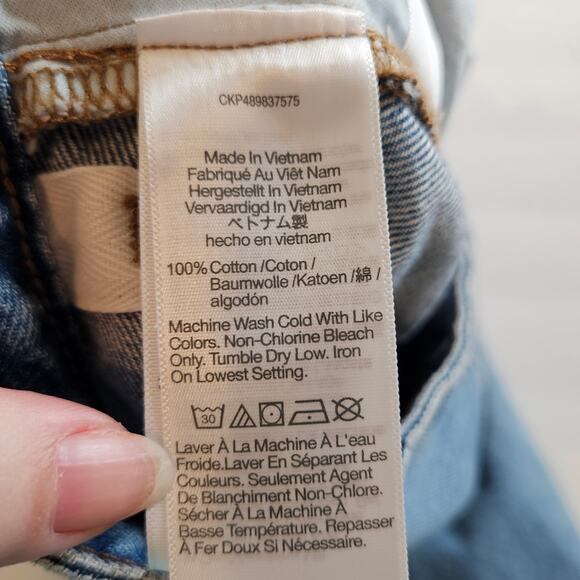 CKP489837575
Made In Vietnam
Fabriqué Au Viêt Nam
Hergestellt In Vietnam
Vervaardigd In Vietnam
ベトナム製
hecho en vietnam
100% Cotton /Coton /
Baumwolle /Katoen /綿 /
algodón
Machine Wash Cold With Like
Colors. Non-Chlorine Bleach
Only. Tumble Dry Low. Iron
On Lowest Setting.
30
Laver À La Machine À L'eau
Froide.Laver En Séparant Les
Couleurs. Seulement Agent
De Blanchiment Non-Chlore.
Sécher À La Machine À
Basse Température. Repasser
À Fer Doux Si Nécessaire.